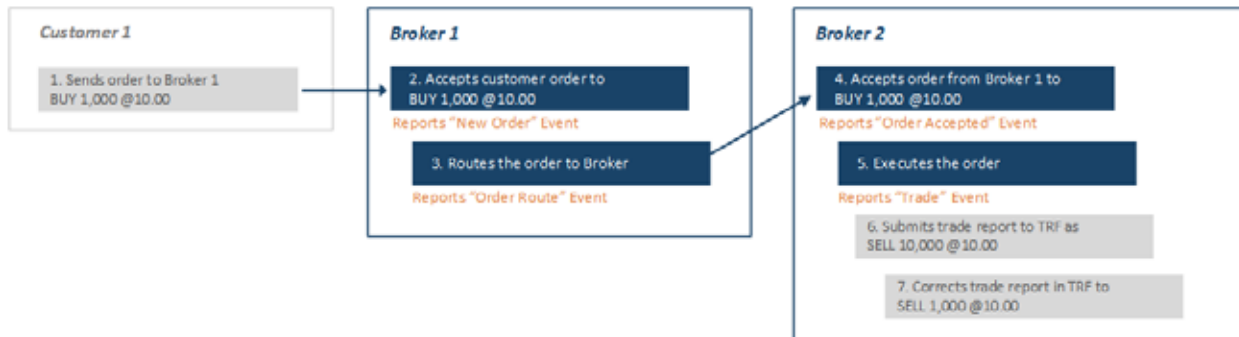 Customer 1
1. Sends order to Broker 1
BUY 1,000 @10.00
Broker 1
2. Accepts customer order to
BUY 1,000 @10.00
Reports “New Order” Event
3. Routes the order to Broker
Reports “Order Route” Event
Broker 2
4. Accepts order from Broker 1 to
BUY 1,000 @10.00
Reports “Order Accepted” Event
5. Executes the order
Reports “Trade” Event
6. Submits trade report to TRF as
SELL 10,000 @10.00
7. Corrects trade report in TRF to
SELL 1,000 @10.00